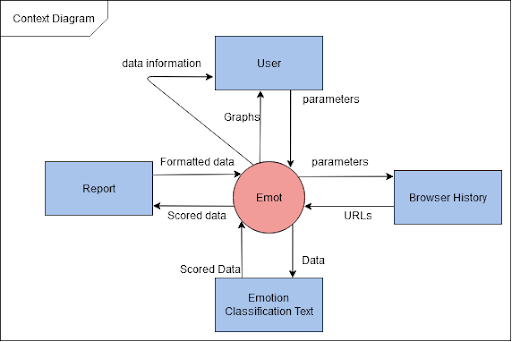 Context Diagram
data information
User
parameters
Graphs
Formatted data
parameters
Report
Emot
Browser History
Scored data
URLs
Scored Data
Data
Emotion
Classification Text